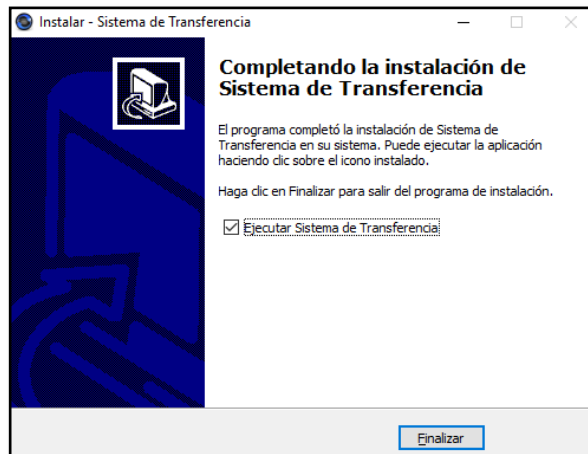 Instalar - Sistema de Transferencia
Completando la instalación de
Sistema de Transferencia
El programa completó la instalación de Sistema de
Transferencia en su sistema. Puede ejecutar la aplicación
haciendo clic sobre el icono instalado.
Haga clic en Finalizar para salir del programa de instalación.
Ejecutar Sistema de Transferencia
Finalizar